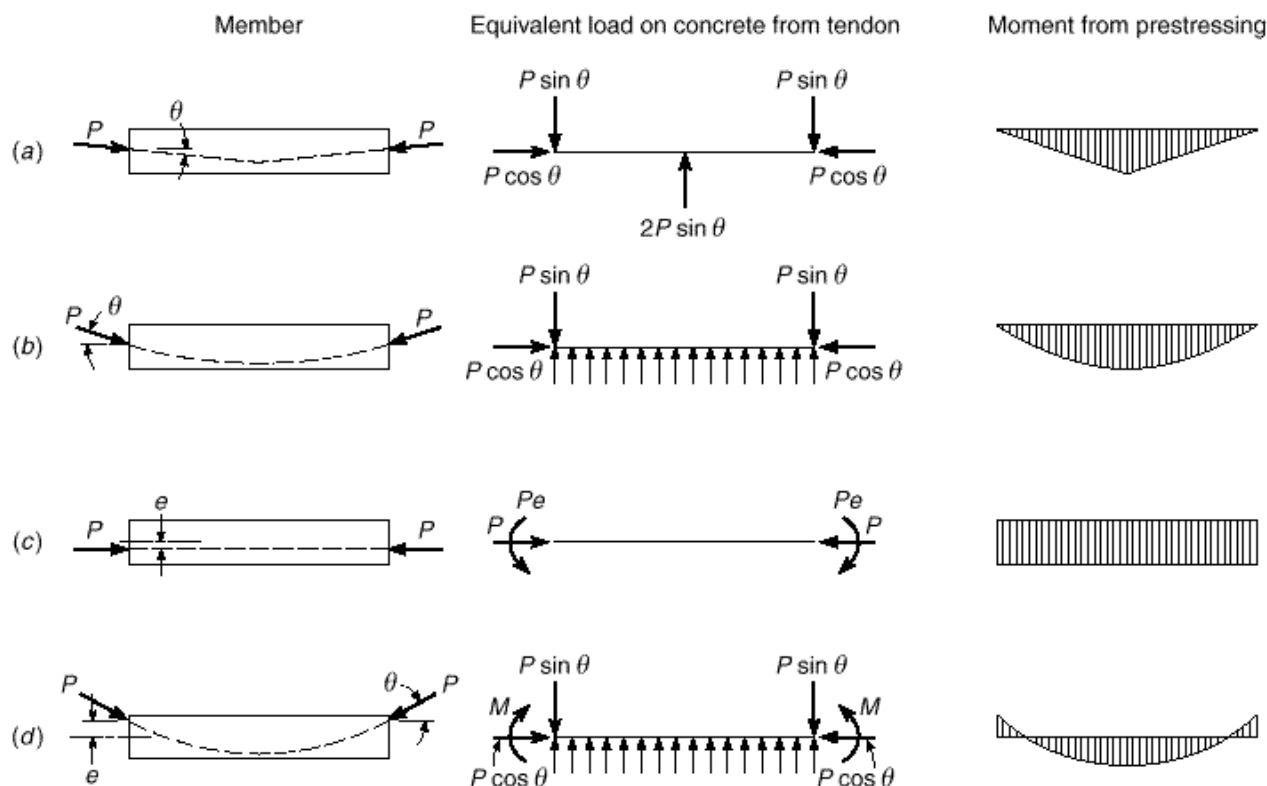 Member Equivalent load on concrete from tendon Moment from prestressing
P sin θ P sin θ
θ
P P
(a)
P cos θ P cos θ
2P sin θ
P sin θ P sin θ
P θ P
(b)
P cos θ P cos θ
e Pe Pe
P P P P
(c)
P sin θ P sin θ
P θ P M M
(d)
e P cos θ P cos θ